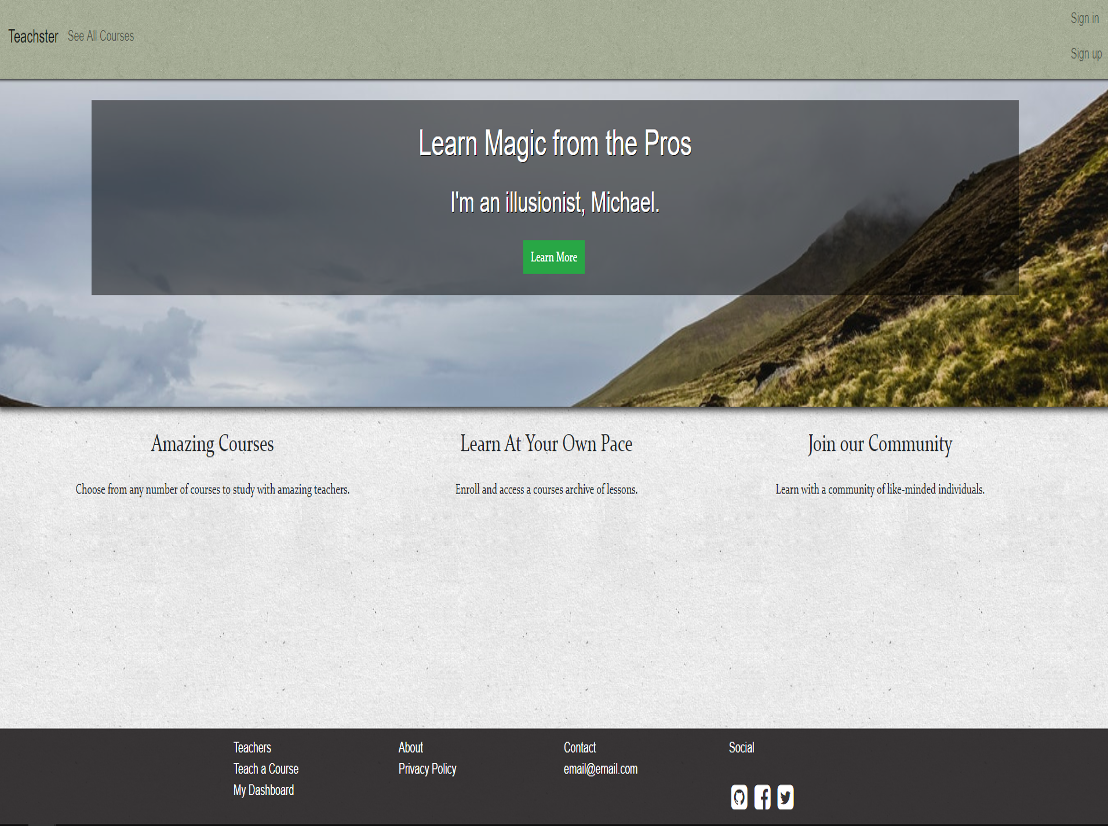 Teachster See All Courses
Sign in
Sign up
Learn Magic from the Pros
I'm an illusionist, Michael.
Learn More
Amazing Courses
Choose from any number of courses to study with amazing teachers.
Learn At Your Own Pace
Enroll and access a courses archive of lessons.
Join our Community
Learn with a community of like-minded individuals.
Teachers
Teach a Course
My Dashboard
About
Privacy Policy
Contact
email@email.com
Social